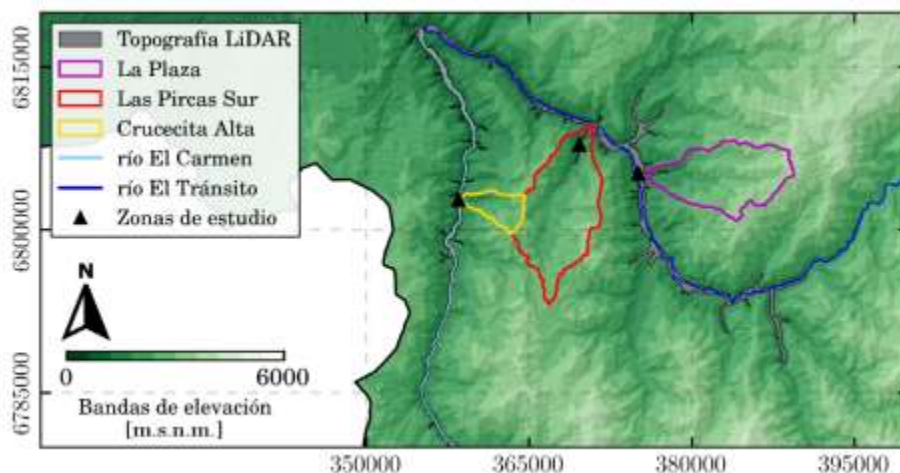 Topografía LiDAR
La Plaza
Las Pircas Sur
Crucecita Alta
río El Carmen
río El Tránsito
Zonas de estudio
N
0 6000
Bandas de elevación
[m.s.n.m.]
6815000
6800000
6785000
350000 365000 380000 395000